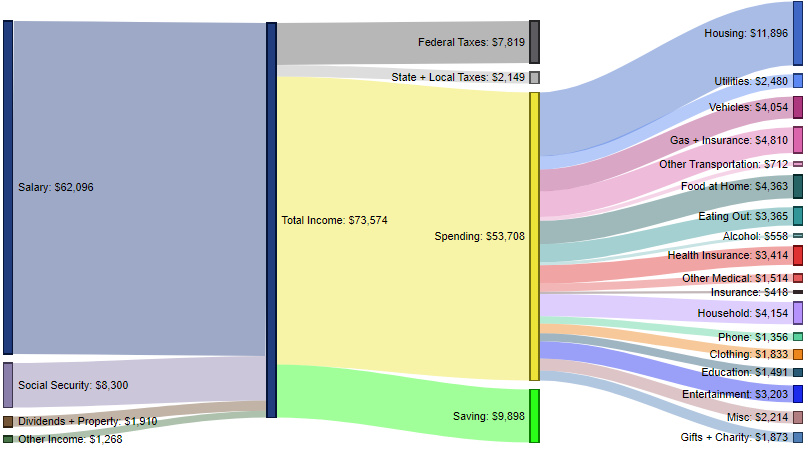 Salary: $62,096
Social Security: $8,300
Dividends + Property: $1,910
Other Income: $1,268
Total Income: $73,574
Federal Taxes: $7,819
State + Local Taxes: $2,149
Spending: $53,708
Saving: $9,898
Housing: $11,896
Utilities: $2,480
Vehicles: $4,054
Gas + Insurance: $4,810
Other Transportation: $712
Food at Home: $4,363
Eating Out: $3,365
Alcohol: $558
Health Insurance: $3,414
Other Medical: $1,514
Insurance: $418
Household: $4,154
Phone: $1,356
Clothing: $1,833
Education: $1,491
Entertainment: $3,203
Misc: $2,214
Gifts + Charity: $1,873